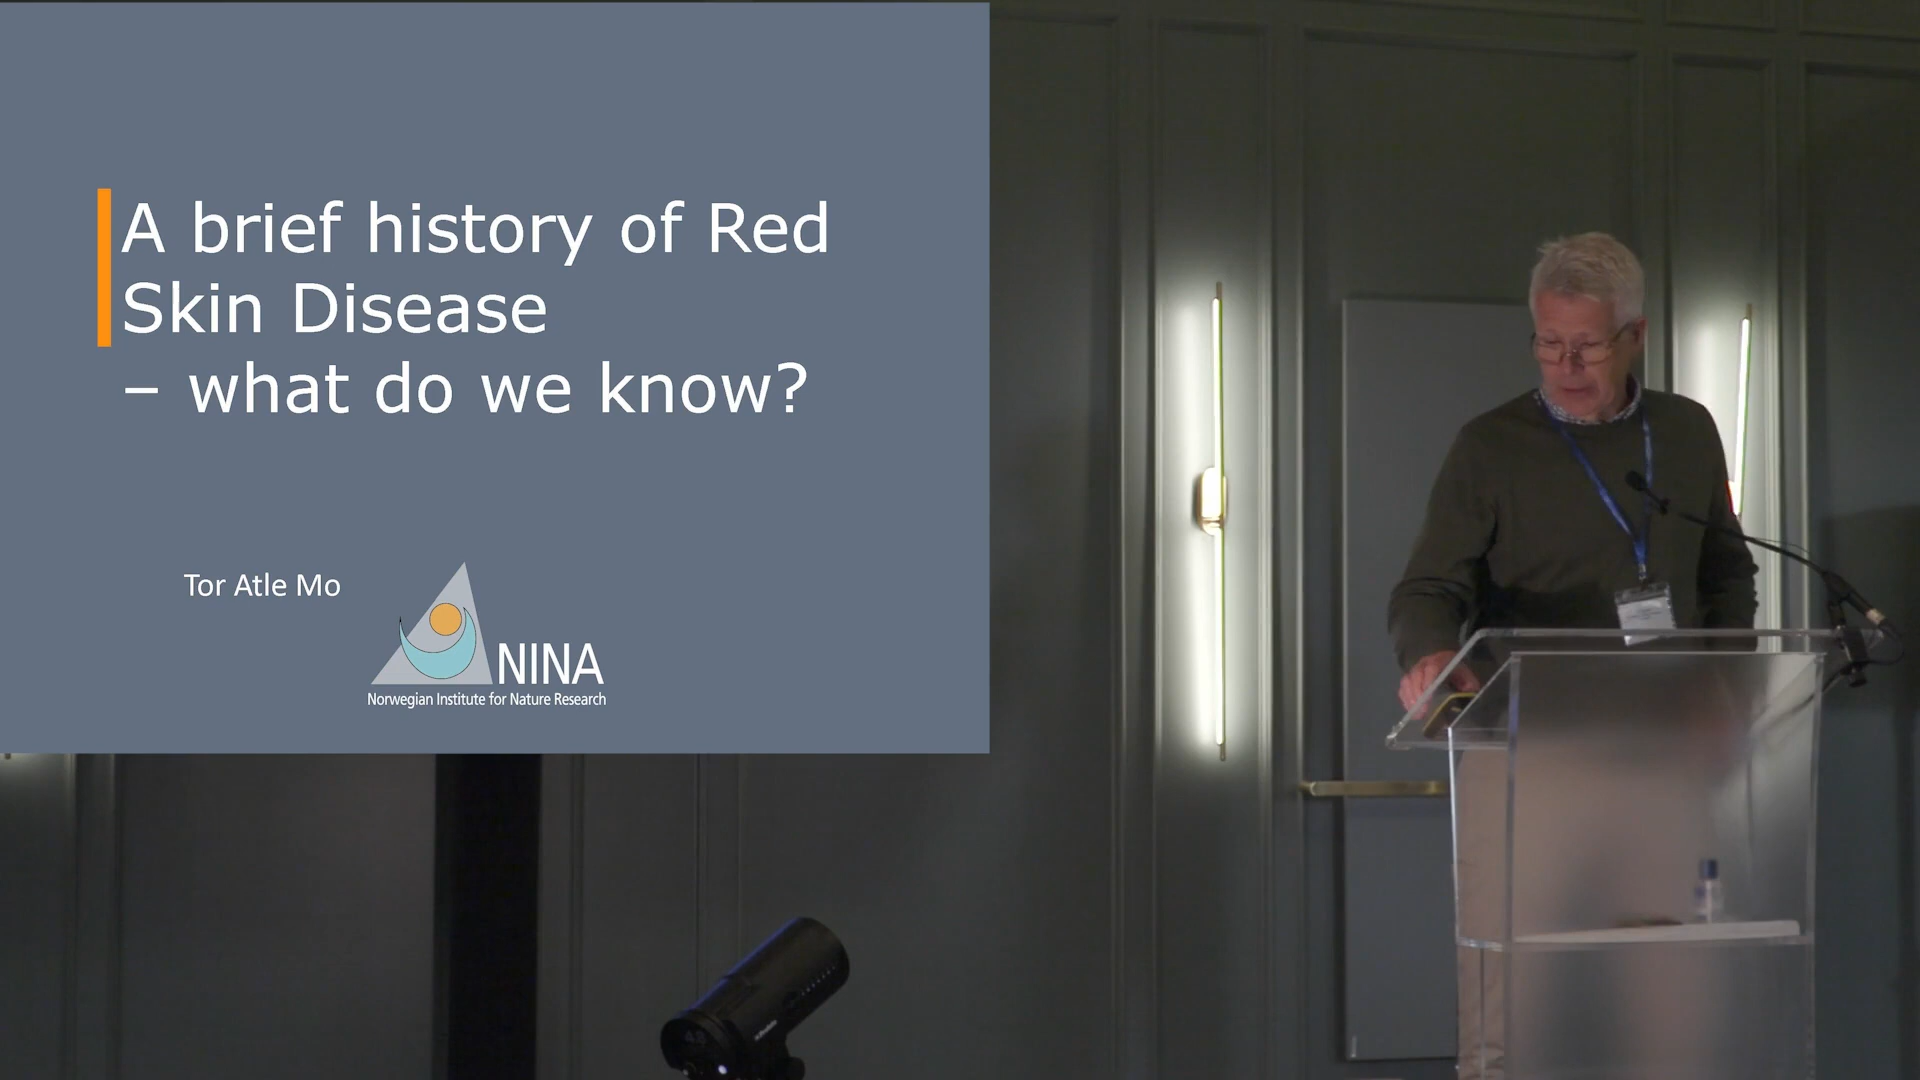 A brief history of Red
Skin Disease
– what do we know?
Tor Atle Mo
NINA
Norwegian Institute for Nature Research